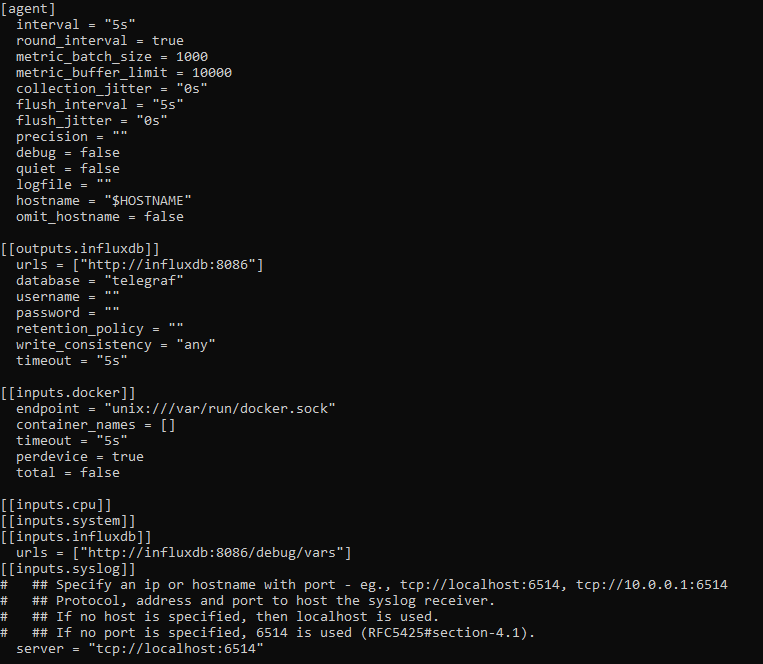 [agent]
  interval = "5s"
  round_interval = true
  metric_batch_size = 1000
  metric_buffer_limit = 10000
  collection_jitter = "0s"
  flush_interval = "5s"
  flush_jitter = "0s"
  precision = ""
  debug = false
  quiet = false
  logfile = ""
  hostname = "$HOSTNAME"
  omit_hostname = false

[[outputs.influxdb]]
  urls = ["http://influxdb:8086"]
  database = "telegraf"
  username = ""
  password = ""
  retention_policy = ""
  write_consistency = "any"
  timeout = "5s"

[[inputs.docker]]
  endpoint = "unix:///var/run/docker.sock"
  container_names = []
  timeout = "5s"
  perdevice = true
  total = false

[[inputs.cpu]]
[[inputs.system]]
[[inputs.influxdb]]
  urls = ["http://influxdb:8086/debug/vars"]
[[inputs.syslog]]
#   ## Specify an ip or hostname with port - eg., tcp://localhost:6514, tcp://10.0.0.1:6514
#   ## Protocol, address and port to host the syslog receiver.
#   ## If no host is specified, then localhost is used.
#   ## If no port is specified, 6514 is used (RFC5425#section-4.1).
  server = "tcp://localhost:6514"